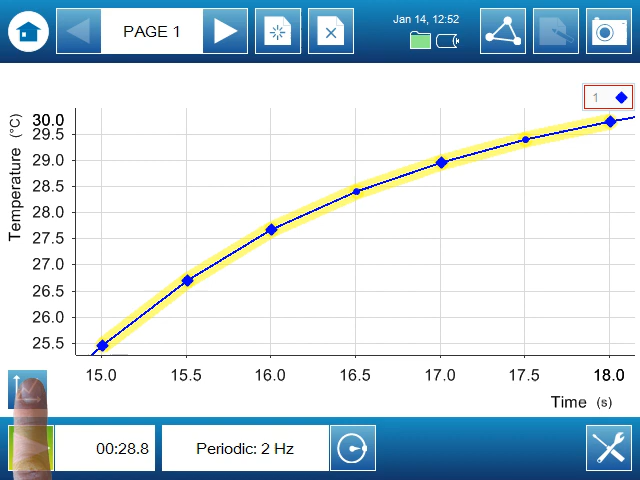 PAGE 1
Jan 14, 12:52
1
Temperature (°C)
30.0
29.5
29.0
28.5
28.0
27.5
27.0
26.5
26.0
25.5
15.0 15.5 16.0 16.5 17.0 17.5 18.0
Time (s)
00:28.8
Periodic: 2 Hz